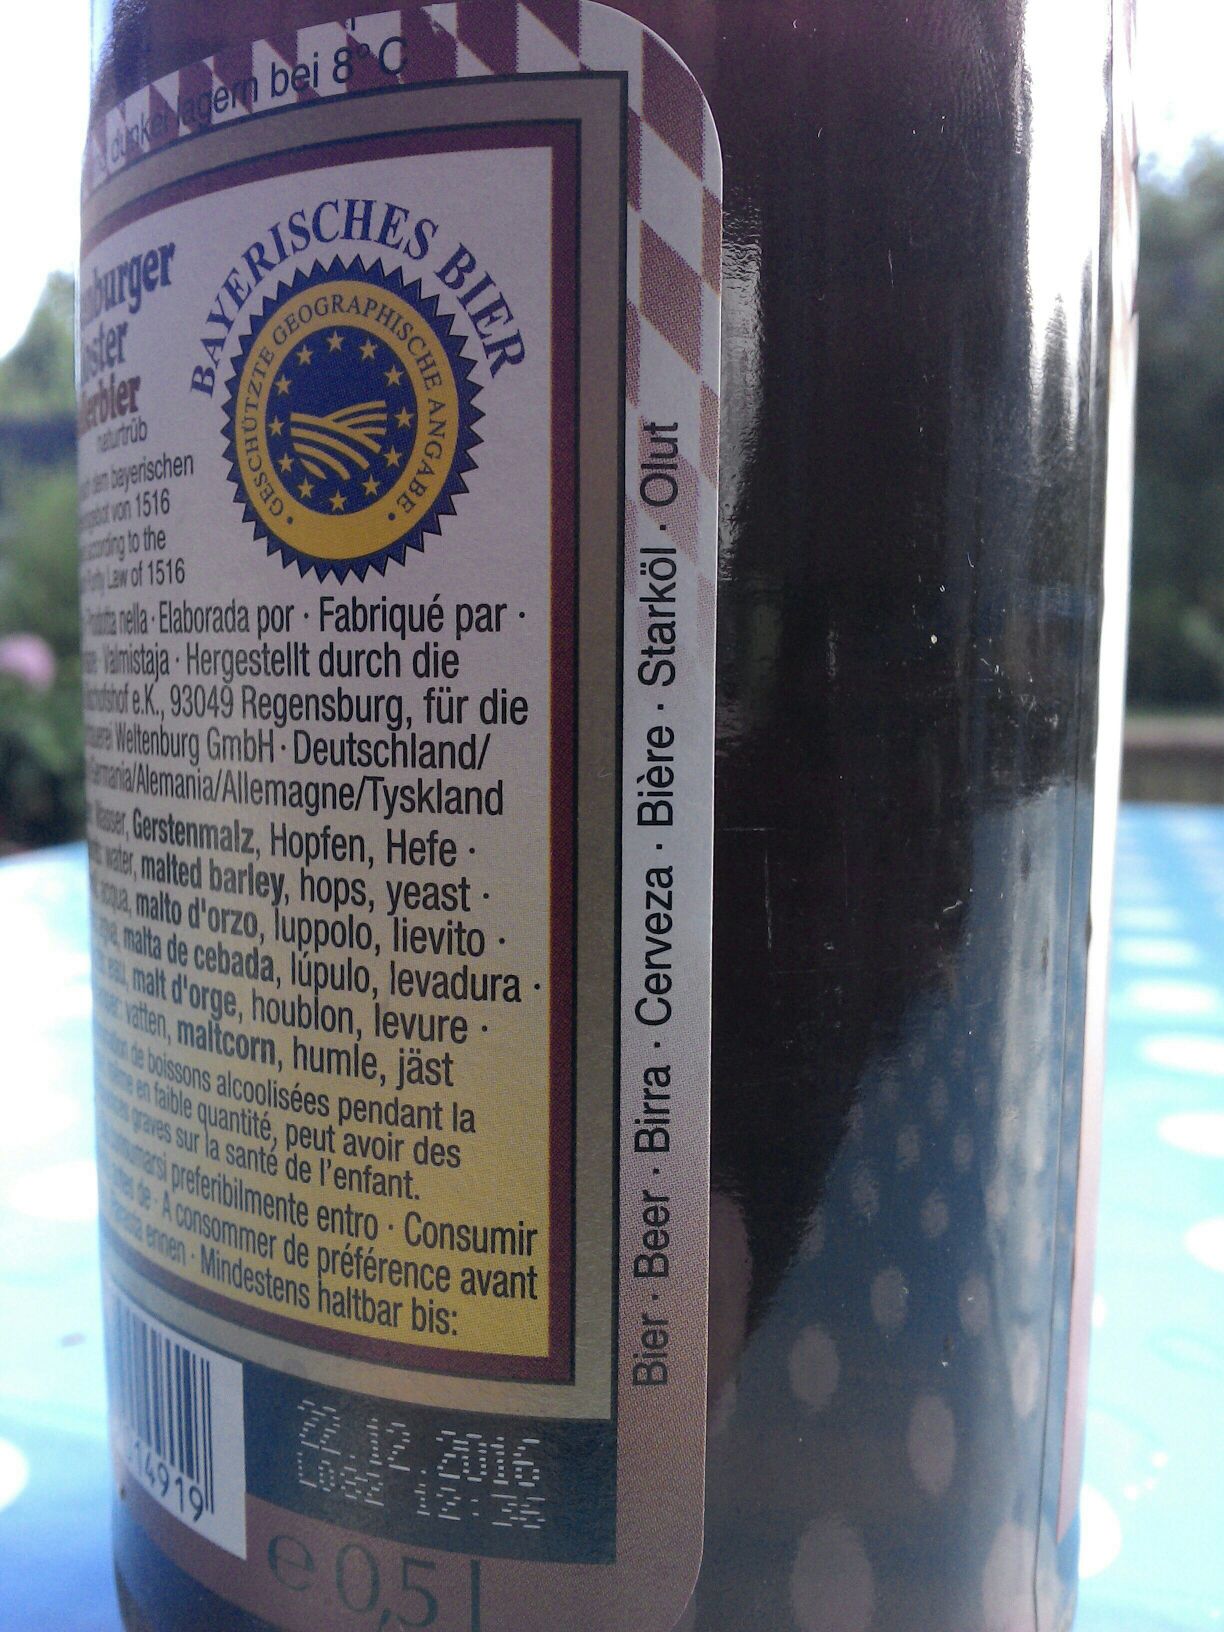 dunkel lagern bei 8°C
BAYERISCHES BIER
GESCHÜTZTE GEOGRAPHISCHE ANGABE
naturtrüb
dem bayerischen
von 1516
according to the
Purity Law of 1516
Prodotta nella · Elaborada por · Fabriqué par ·
Valmistaja · Hergestellt durch die
e.K., 93049 Regensburg, für die
Weltenburg GmbH · Deutschland/
Germania/Alemania/Allemagne/Tyskland
Wasser, Gerstenmalz, Hopfen, Hefe ·
water, malted barley, hops, yeast ·
acqua, malto d'orzo, luppolo, lievito ·
malta de cebada, lúpulo, levadura ·
eau, malt d'orge, houblon, levure ·
vatten, maltcorn, humle, jäst
de boissons alcoolisées pendant la
en faible quantité, peut avoir des
graves sur la santé de l'enfant.
preferibilmente entro · Consumir
antes de · A consommer de préférence avant
ennen · Mindestens haltbar bis:
14919
22.12.2016
L082 12:36
e 0,5 l
Bier · Beer · Birra · Cerveza · Bière · Starköl · Olut